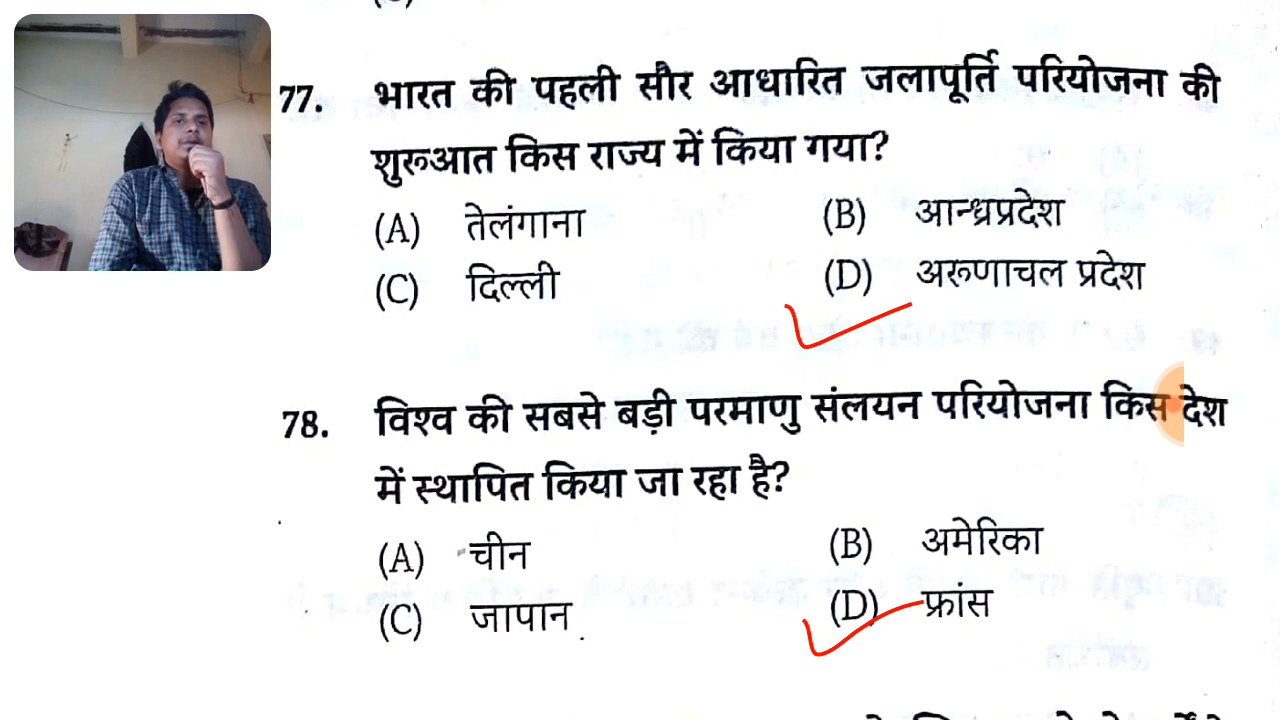 77. भारत की पहली सौर आधारित जलापूर्ति परियोजना की
शुरूआत किस राज्य में किया गया?
(A) तेलंगाना (B) आन्ध्रप्रदेश
(C) दिल्ली (D) अरूणाचल प्रदेश
78. विश्व की सबसे बड़ी परमाणु संलयन परियोजना किस देश
में स्थापित किया जा रहा है?
(A) चीन (B) अमेरिका
(C) जापान (D) फ्रांस